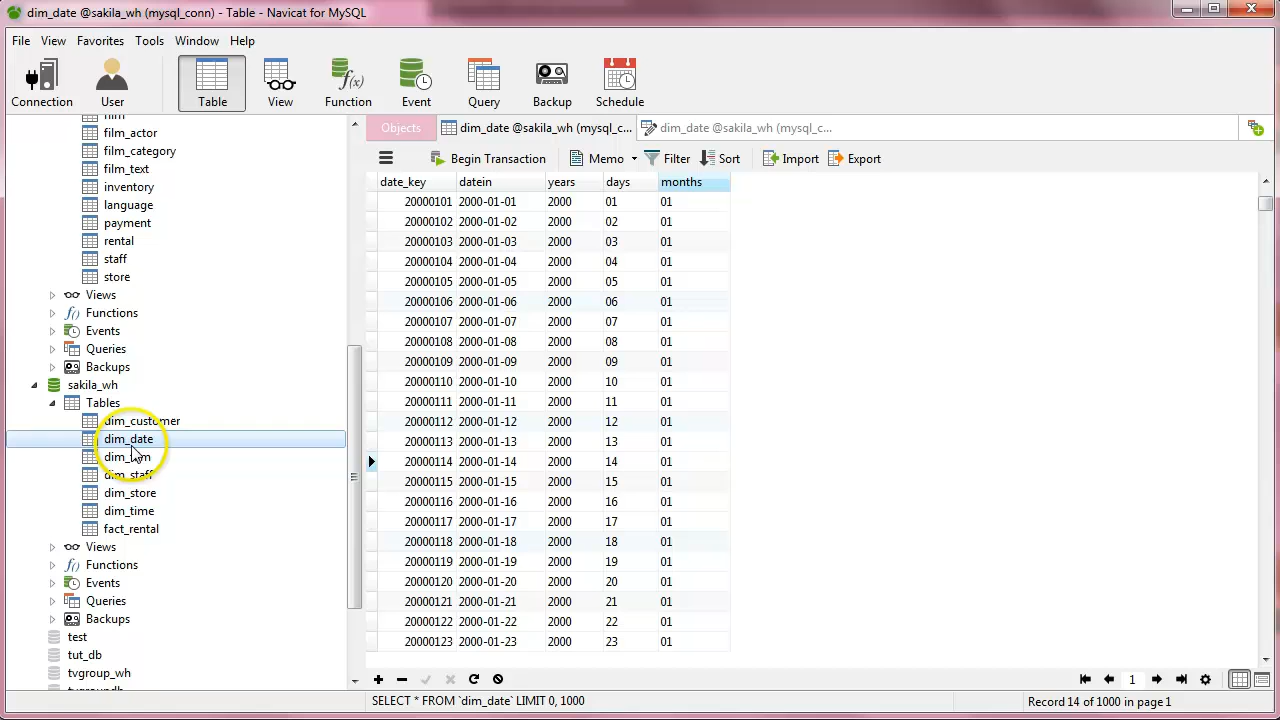 dim_date @sakila_wh (mysql_conn) - Table - Navicat for MySQL
File View Favorites Tools Window Help
Connection User Table View Function Event Query Backup Schedule
film
film_actor
film_category
film_text
inventory
language
payment
rental
staff
store
Views
Functions
Events
Queries
Backups
sakila_wh
Tables
dim_customer
dim_date
dim_staff
dim_store
dim_time
fact_rental
Views
Functions
Events
Queries
Backups
test
tut_db
tvgroup_wh
Objects dim_date @sakila_wh (mysql_c... dim_date @sakila_wh (mysql_c...
Begin Transaction Memo Filter Sort Import Export
date_key datein years days months
20000101 2000-01-01 2000 01 01
20000102 2000-01-02 2000 02 01
20000103 2000-01-03 2000 03 01
20000104 2000-01-04 2000 04 01
20000105 2000-01-05 2000 05 01
20000106 2000-01-06 2000 06 01
20000107 2000-01-07 2000 07 01
20000108 2000-01-08 2000 08 01
20000109 2000-01-09 2000 09 01
20000110 2000-01-10 2000 10 01
20000111 2000-01-11 2000 11 01
20000112 2000-01-12 2000 12 01
20000113 2000-01-13 2000 13 01
20000114 2000-01-14 2000 14 01
20000115 2000-01-15 2000 15 01
20000116 2000-01-16 2000 16 01
20000117 2000-01-17 2000 17 01
20000118 2000-01-18 2000 18 01
20000119 2000-01-19 2000 19 01
20000120 2000-01-20 2000 20 01
20000121 2000-01-21 2000 21 01
20000122 2000-01-22 2000 22 01
20000123 2000-01-23 2000 23 01
1
SELECT * FROM `dim_date` LIMIT 0, 1000 Record 14 of 1000 in page 1